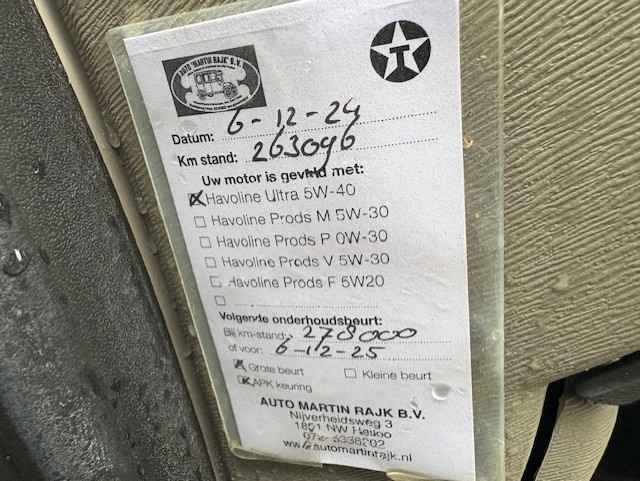 AUTO "MARTIN RAJK" B.V.
T
Datum: 6-12-24
Km stand: 263096
Uw motor is gevuld met:
Havoline Ultra 5W-40
Havoline Prods M 5W-30
Havoline Prods P 0W-30
Havoline Prods V 5W-30
Havoline Prods F 5W20
Volgende onderhoudsbeurt:
Bij km-stand: 278000
of voor: 6-12-25
Grote beurt Kleine beurt
APK keuring
AUTO MARTIN RAJK B.V.
Nijverheidsweg 3
1851 NW Heiloo
www.automartinrajk.nl